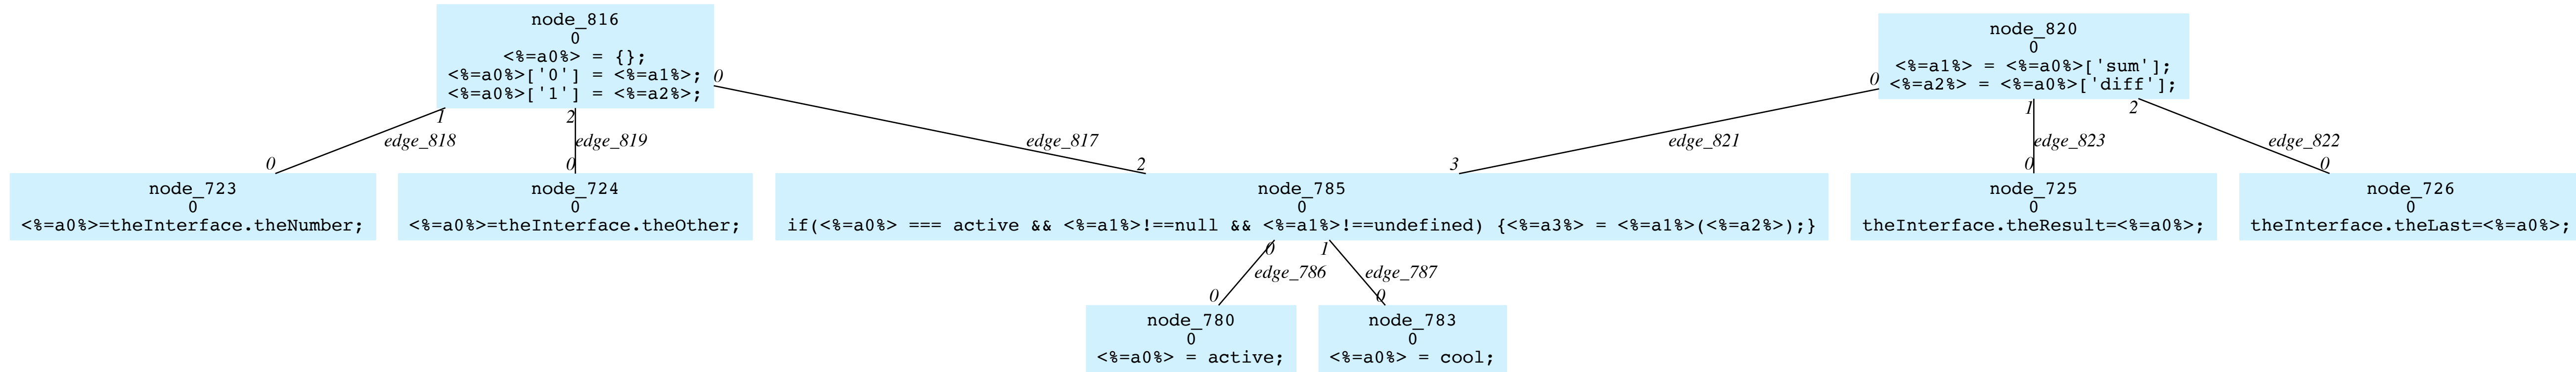 node_816
0
<%=a0%> = {};
<%=a0%>['0'] = <%=a1%>;
<%=a0%>['1'] = <%=a2%>;
0
1
2
node_820
0
<%=a1%> = <%=a0%>['sum'];
<%=a2%> = <%=a0%>['diff'];
0
1
2
edge_818
edge_819
edge_817
edge_821
edge_823
edge_822
0
0
2
3
0
0
node_723
0
<%=a0%>=theInterface.theNumber;
node_724
0
<%=a0%>=theInterface.theOther;
node_785
0
if(<%=a0%> === active && <%=a1%>!==null && <%=a1%>!==undefined) {<%=a3%> = <%=a1%>(<%=a2%>);}
node_725
0
theInterface.theResult=<%=a0%>;
node_726
0
theInterface.theLast=<%=a0%>;
0
1
edge_786
edge_787
0
0
node_780
0
<%=a0%> = active;
node_783
0
<%=a0%> = cool;